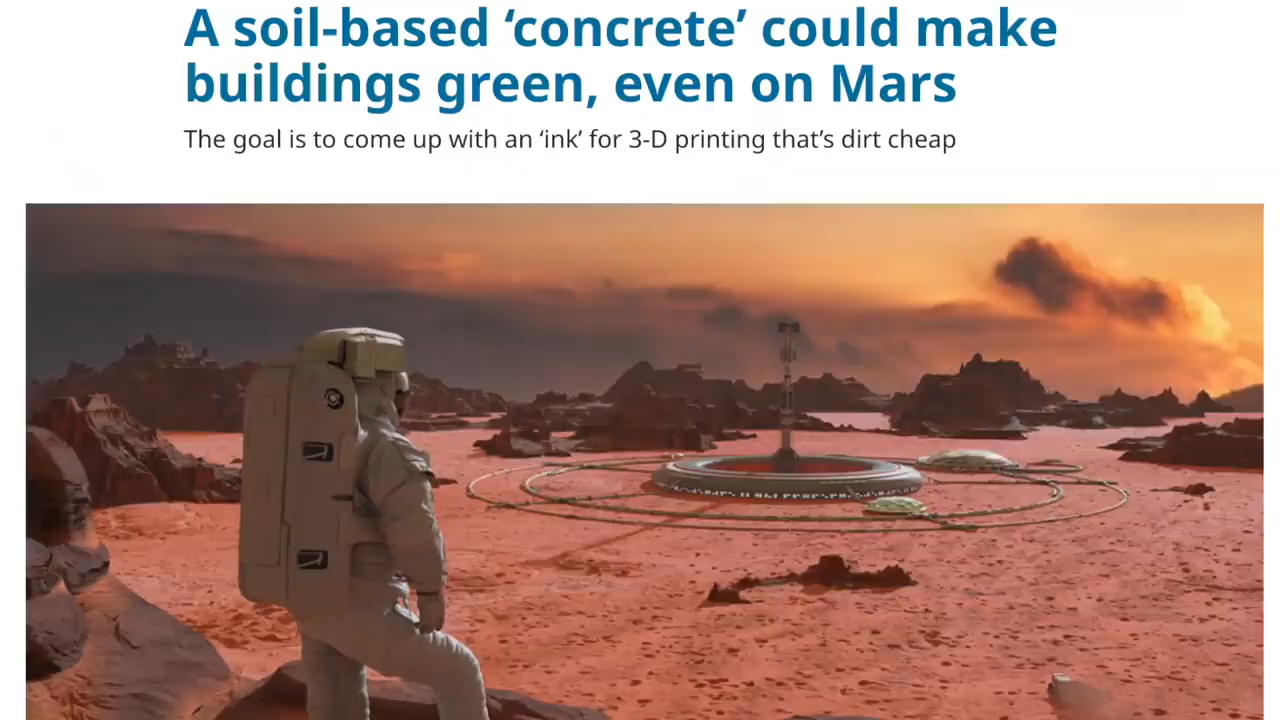 A soil-based ‘concrete’ could make
buildings green, even on Mars
The goal is to come up with an ‘ink’ for 3-D printing that’s dirt cheap